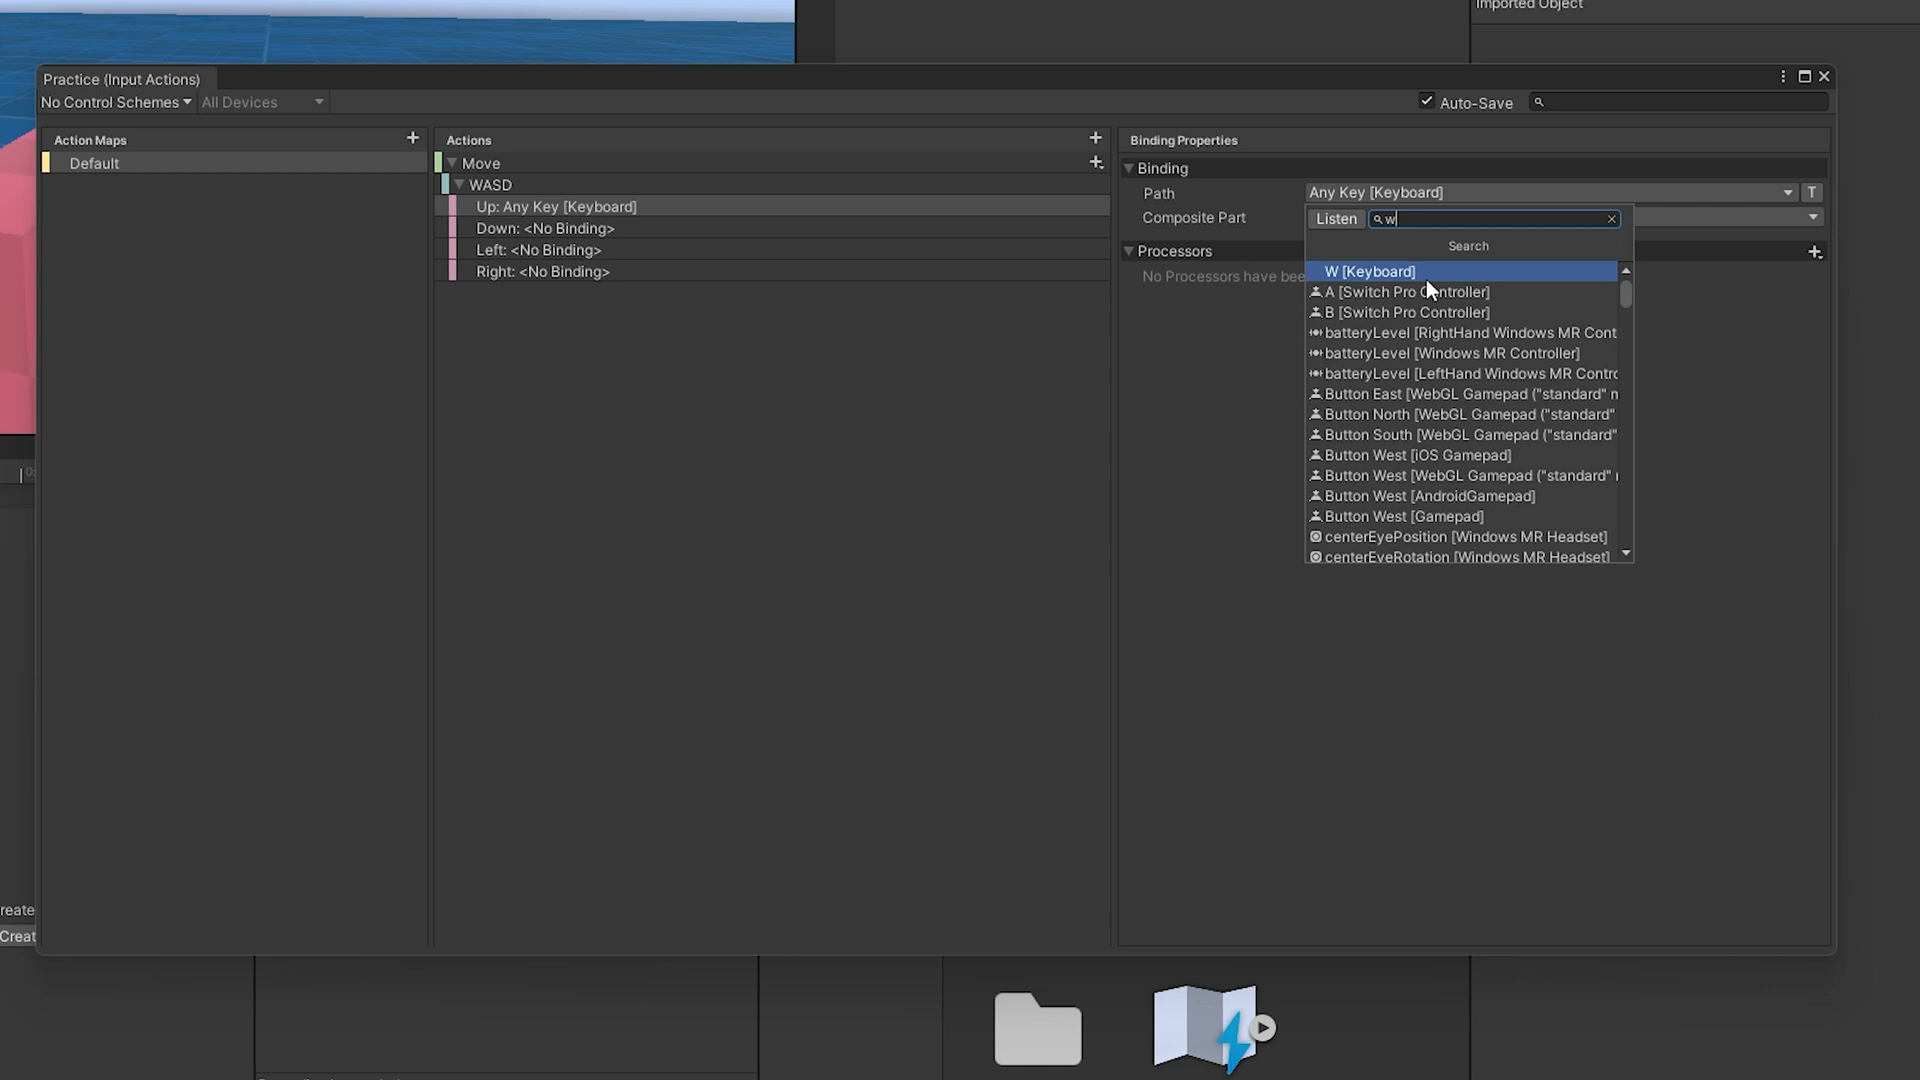 Imported Object
Practice (Input Actions)
No Control Schemes
All Devices
Auto-Save
Action Maps
Default
Actions
Move
WASD
Up: Any Key [Keyboard]
Down: <No Binding>
Left: <No Binding>
Right: <No Binding>
Binding Properties
Binding
Path
Any Key [Keyboard]
T
Composite Part
Listen
w
Processors
No Processors have bee
Search
W [Keyboard]
A [Switch Pro Controller]
B [Switch Pro Controller]
batteryLevel [RightHand Windows MR Cont
batteryLevel [Windows MR Controller]
batteryLevel [LeftHand Windows MR Contro
Button East [WebGL Gamepad ("standard" m
Button North [WebGL Gamepad ("standard"
Button South [WebGL Gamepad ("standard"
Button West [iOS Gamepad]
Button West [WebGL Gamepad ("standard" r
Button West [AndroidGamepad]
Button West [Gamepad]
centerEyePosition [Windows MR Headset]
centerEyeRotation [Windows MR Headset]
reate
Creat